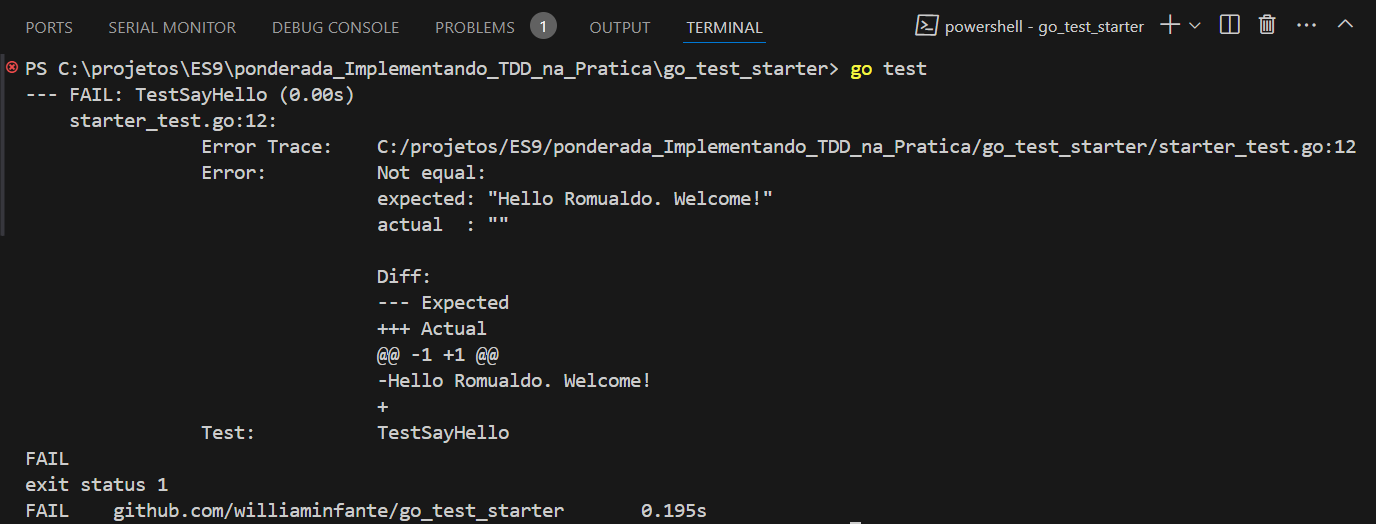 PORTS SERIAL MONITOR DEBUG CONSOLE PROBLEMS 1 OUTPUT TERMINAL powershell - go_test_starter
PS C:\projetos\ES9\ponderada_Implementando_TDD_na_Pratica\go_test_starter> go test
--- FAIL: TestSayHello (0.00s)
starter_test.go:12:
Error Trace: C:/projetos/ES9/ponderada_Implementando_TDD_na_Pratica/go_test_starter/starter_test.go:12
Error: Not equal:
expected: "Hello Romualdo. Welcome!"
actual : ""
Diff:
--- Expected
+++ Actual
@@ -1 +1 @@
-Hello Romualdo. Welcome!
+
Test: TestSayHello
FAIL
exit status 1
FAIL github.com/williaminfante/go_test_starter 0.195s